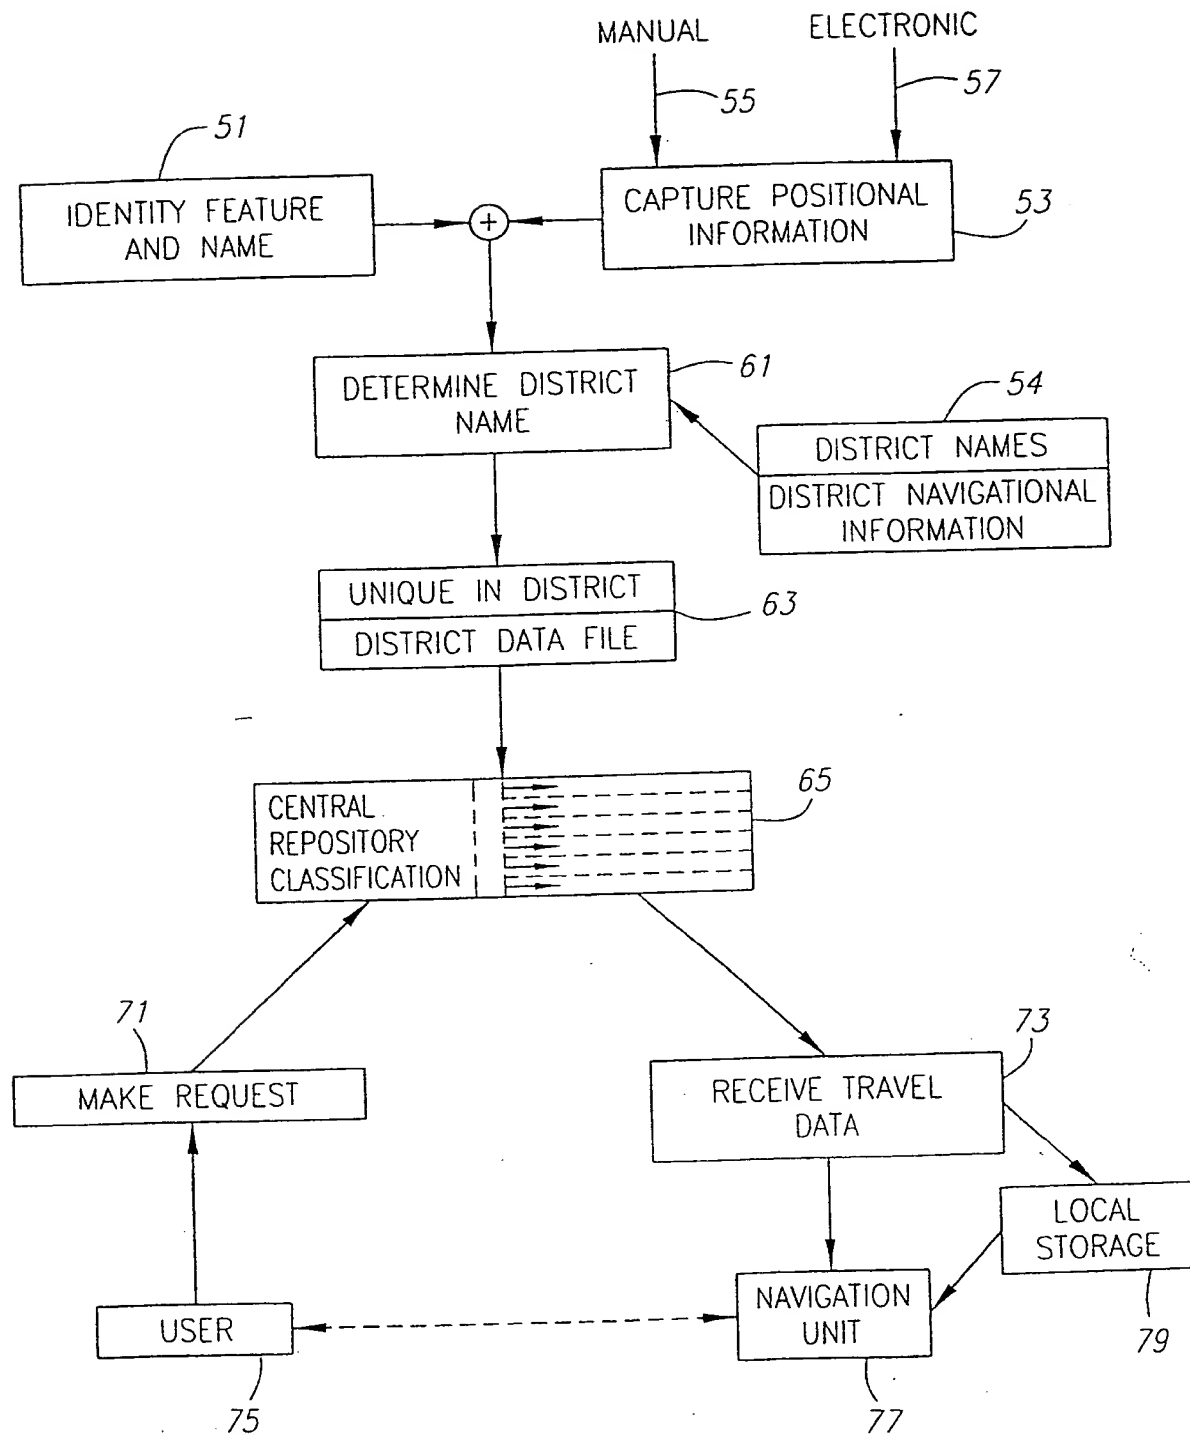 MANUAL
ELECTRONIC
55
57
51
IDENTITY FEATURE
AND NAME
+
CAPTURE POSITIONAL
INFORMATION
53
DETERMINE DISTRICT
NAME
61
54
DISTRICT NAMES
DISTRICT NAVIGATIONAL
INFORMATION
UNIQUE IN DISTRICT
DISTRICT DATA FILE
63
CENTRAL
REPOSITORY
CLASSIFICATION
65
71
MAKE REQUEST
73
RECEIVE TRAVEL
DATA
LOCAL
STORAGE
79
USER
75
NAVIGATION
UNIT
77